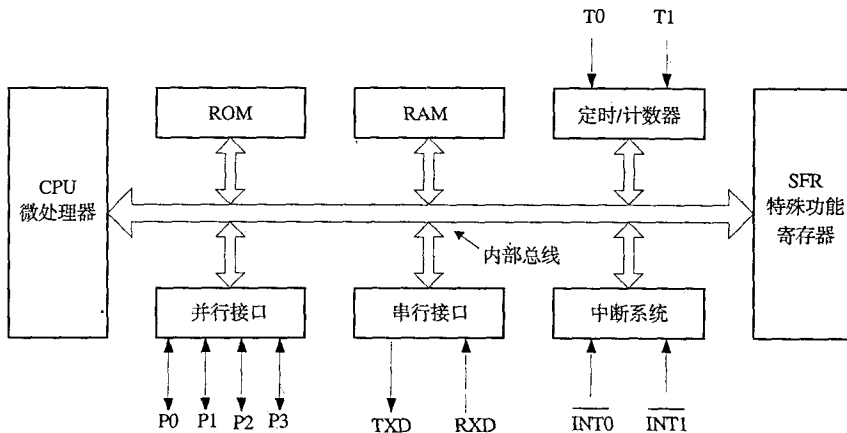 T0 T1
ROM
RAM
定时/计数器
CPU
微处理器
SFR
特殊功能
寄存器
内部总线
并行接口
串行接口
中断系统
P0 P1 P2 P3
TXD RXD
INT0 INT1